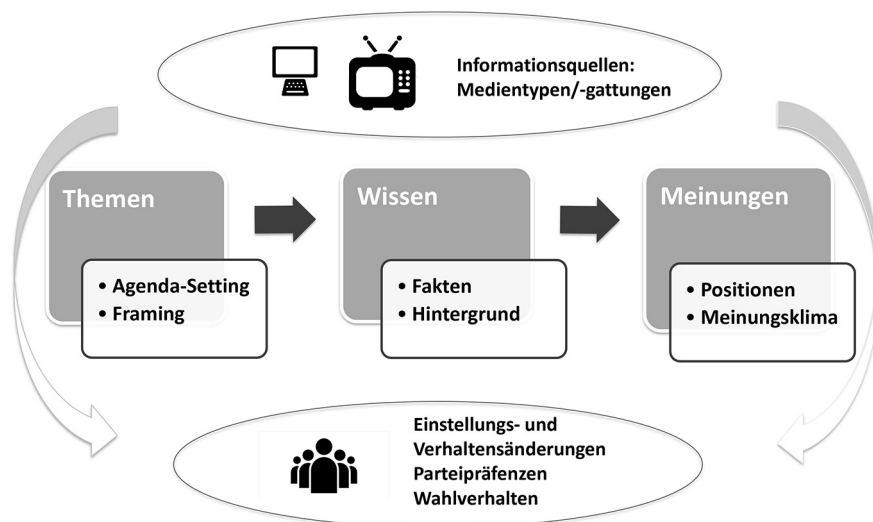 Informationsquellen:
Medientypen/-gattungen
Themen
• Agenda-Setting
• Framing
Wissen
• Fakten
• Hintergrund
Meinungen
• Positionen
• Meinungsklima
Einstellungs- und
Verhaltensänderungen
Parteipräfenzen
Wahlverhalten